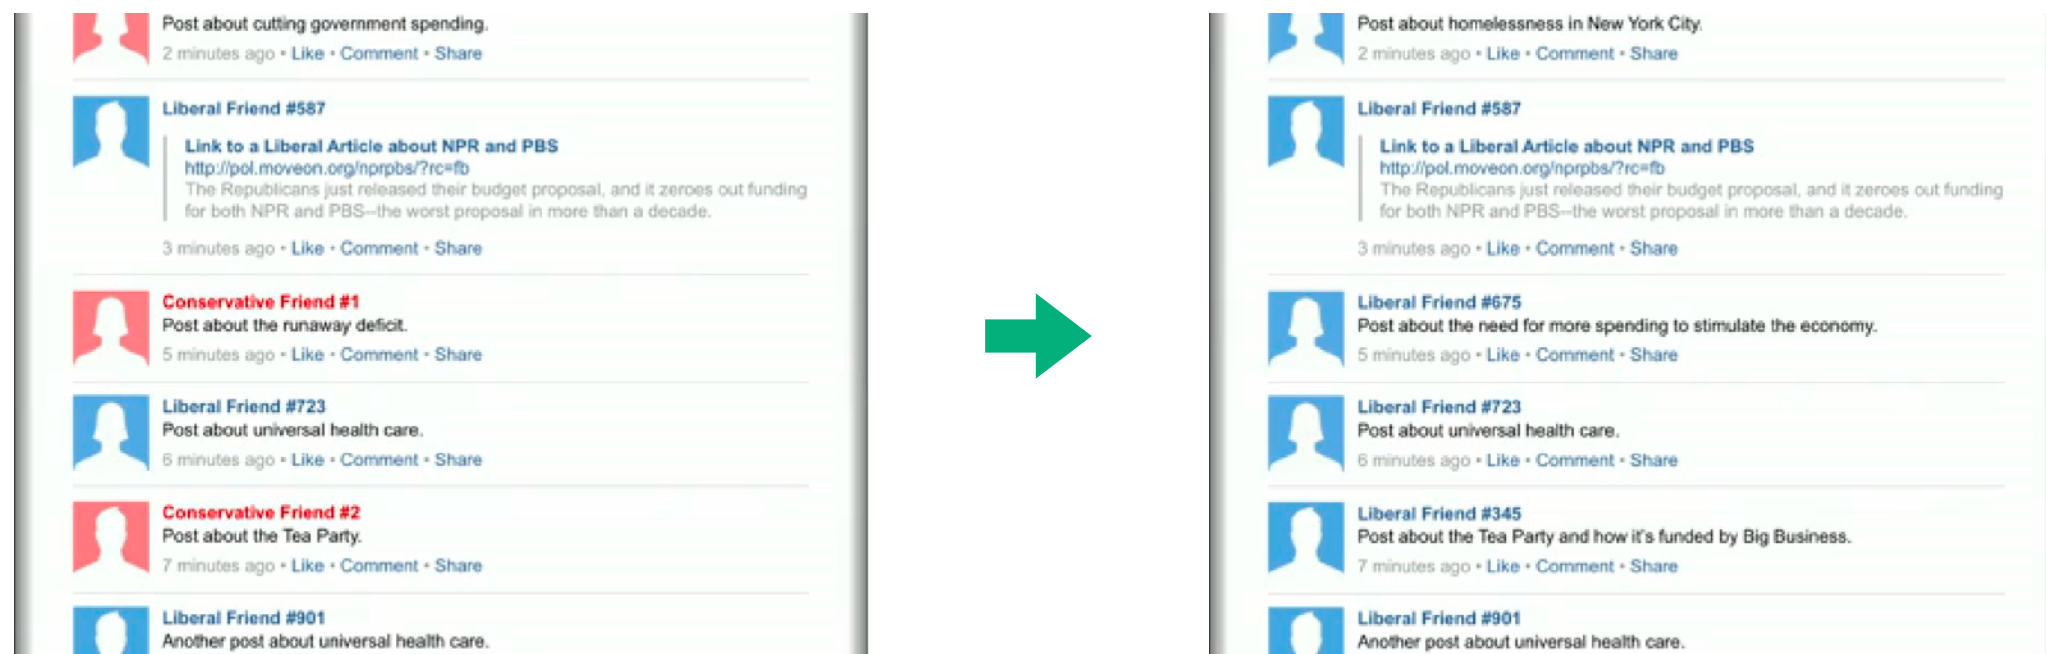 Post about cutting government spending.
2 minutes ago • Like • Comment • Share
Liberal Friend #587
Link to a Liberal Article about NPR and PBS
http://pol.moveon.org/nprpbs/?rc=fb
The Republicans just released their budget proposal, and it zeroes out funding
for both NPR and PBS--the worst proposal in more than a decade.
3 minutes ago • Like • Comment • Share
Conservative Friend #1
Post about the runaway deficit.
5 minutes ago • Like • Comment • Share
Liberal Friend #723
Post about universal health care.
6 minutes ago • Like • Comment • Share
Conservative Friend #2
Post about the Tea Party.
7 minutes ago • Like • Comment • Share
Liberal Friend #901
Another post about universal health care.
Post about homelessness in New York City.
2 minutes ago • Like • Comment • Share
Liberal Friend #587
Link to a Liberal Article about NPR and PBS
http://pol.moveon.org/nprpbs/?rc=fb
The Republicans just released their budget proposal, and it zeroes out funding
for both NPR and PBS--the worst proposal in more than a decade.
3 minutes ago • Like • Comment • Share
Liberal Friend #675
Post about the need for more spending to stimulate the economy.
5 minutes ago • Like • Comment • Share
Liberal Friend #723
Post about universal health care.
6 minutes ago • Like • Comment • Share
Liberal Friend #345
Post about the Tea Party and how it's funded by Big Business.
7 minutes ago • Like • Comment • Share
Liberal Friend #901
Another post about universal health care.